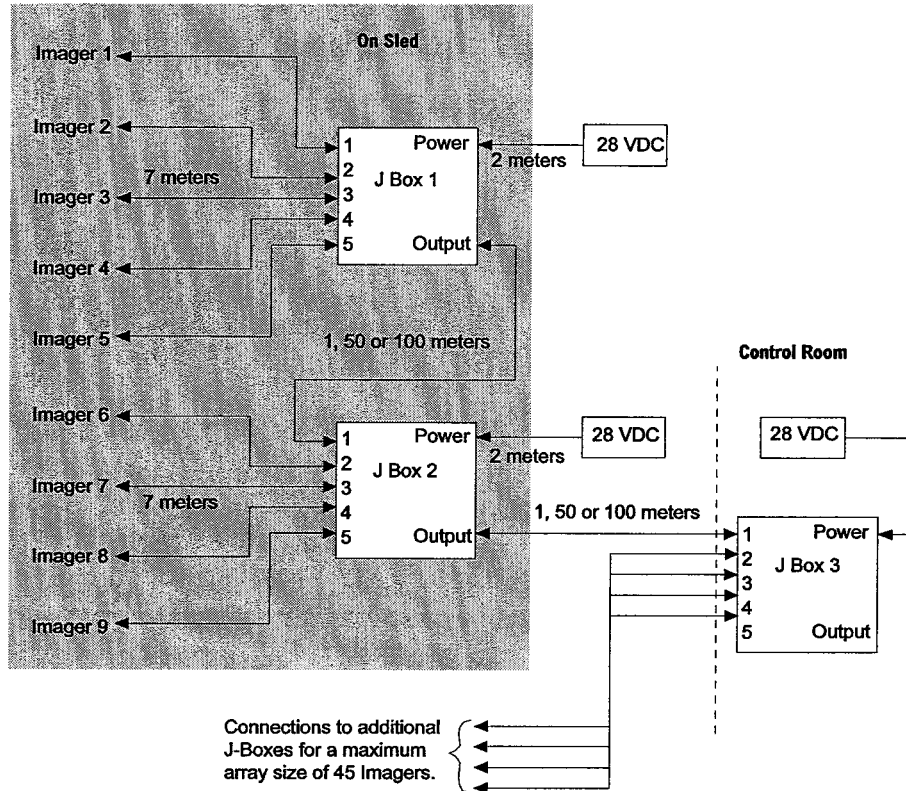 On Sled
Imager 1
Imager 2
7 meters
Imager 3
Imager 4
Imager 5
1
2
3
4
5
Power
J Box 1
Output
2 meters
28 VDC
1, 50 or 100 meters
Imager 6
Imager 7
7 meters
Imager 8
Imager 9
1
2
3
4
5
Power
J Box 2
Output
2 meters
28 VDC
1, 50 or 100 meters
Control Room
28 VDC
1
2
3
4
5
Power
J Box 3
Output
Connections to additional
J-Boxes for a maximum
array size of 45 Imagers.